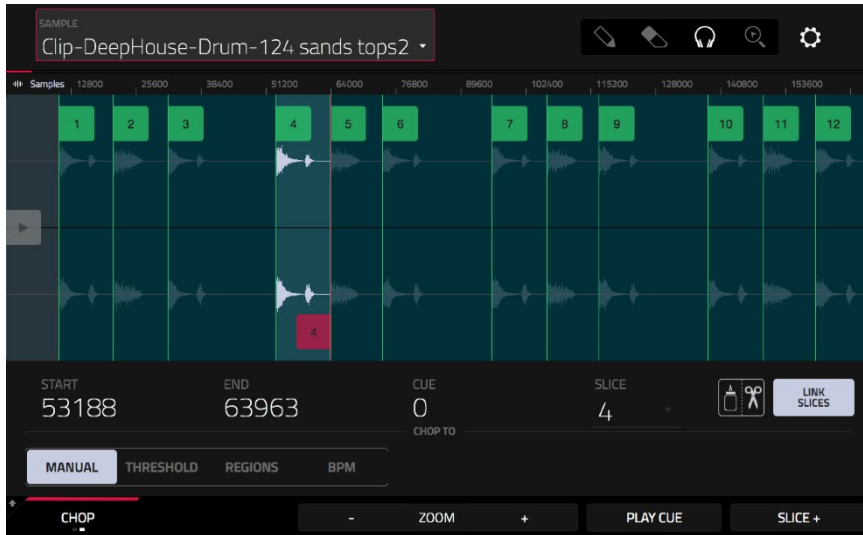 SAMPLE
Clip-DeepHouse-Drum-124 sands tops2
Samples 12800 25600 38400 51200 64000 76800 89600 102400 115200 128000 140800 153600
1 2 3 4 5 6 7 8 9 10 11 12
4
START END CUE SLICE
53188 63963 0 4
LINK
SLICES
CHOP TO
MANUAL THRESHOLD REGIONS BPM
CHOP - ZOOM + PLAY CUE SLICE +